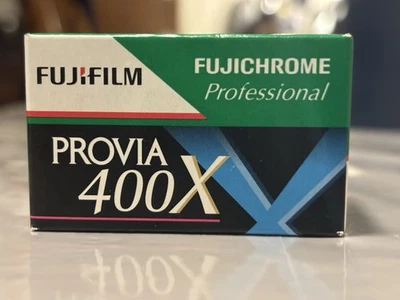 FUJIFILM
FUJICHROME
Professional
PROVIA
400X